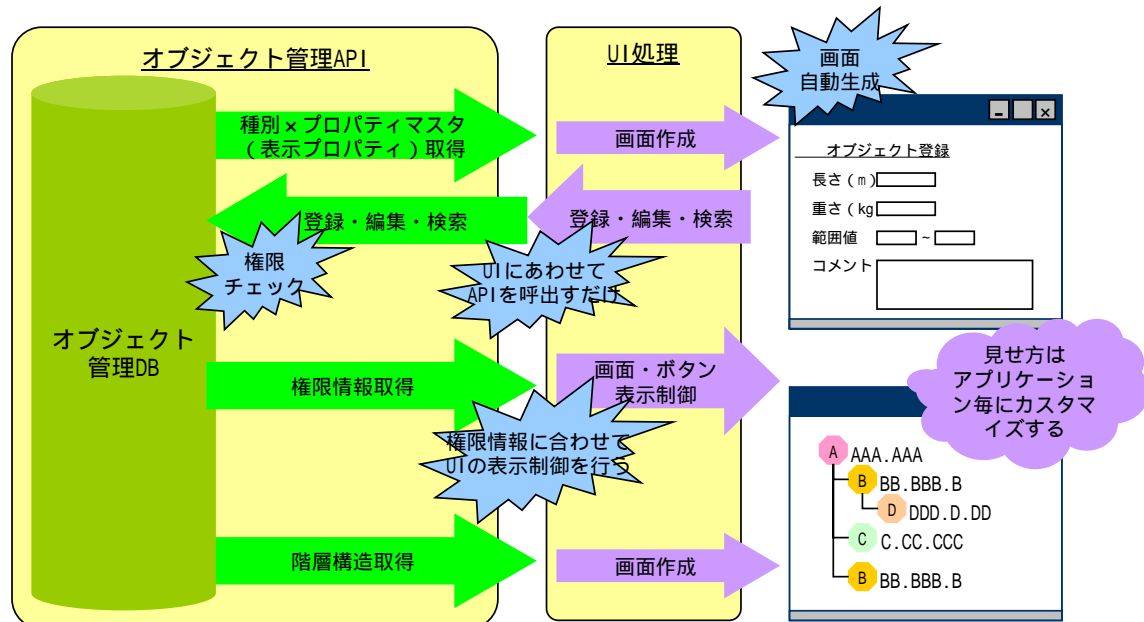 オブジェクト管理API
UI処理
画面
自動生成
種別×プロパティマスタ
(表示プロパティ)取得
画面作成
オブジェクト登録
長さ(m)
重さ(kg
範囲値 ~
コメント
登録・編集・検索
登録・編集・検索
権限
チェック
UIにあわせて
APIを呼出すだけ
オブジェクト
管理DB
権限情報取得
画面・ボタン
表示制御
見せ方は
アプリケーショ
ン毎にカスタマ
イズする
権限情報に合わせて
UIの表示制御を行う
A AAA.AAA
B BB.BBB.B
D DDD.D.DD
C C.CC.CCC
B BB.BBB.B
階層構造取得
画面作成